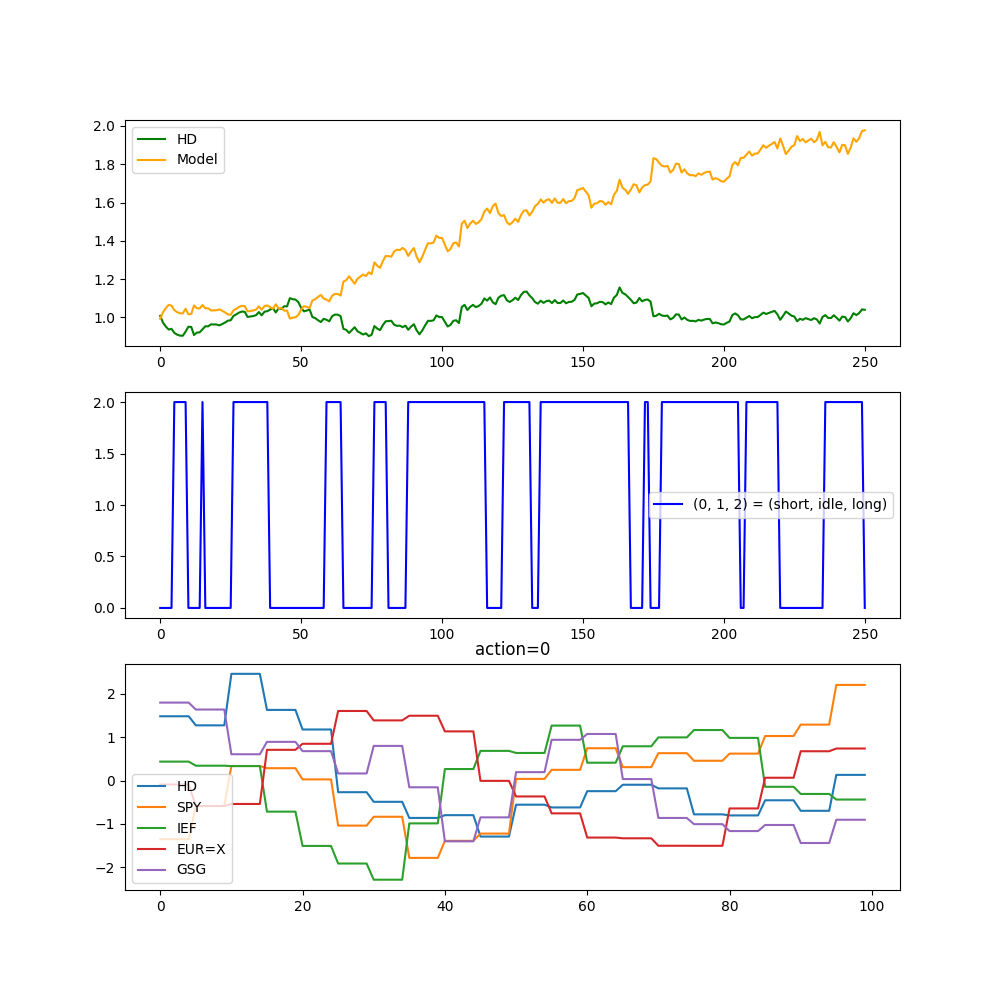 2.0
1.8
1.6
1.4
1.2
1.0
HD
Model
0 50 100 150 200 250
2.0
1.5
1.0
0.5
0.0
(0, 1, 2) = (short, idle, long)
0 50 100 150 200 250
action=0
2
1
0
−1
−2
HD
SPY
IEF
EUR=X
GSG
0 20 40 60 80 100